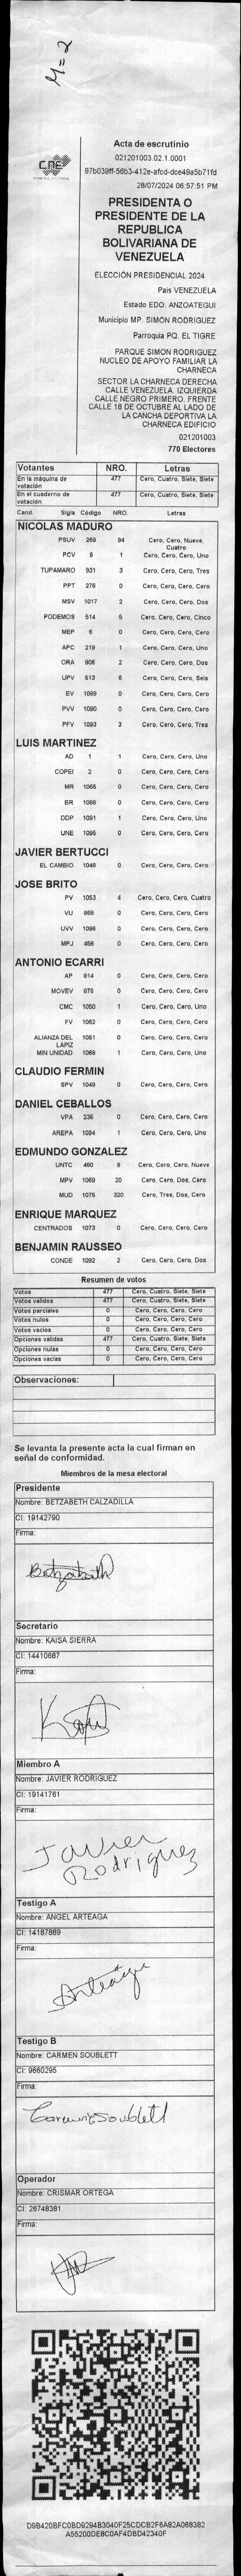 M=2
CNE
Acta de escrutinio
021201003.02.1.0001
97b039ff-56b3-412e-afcd-dce49a5b71fd
28/07/2024 06:57:51 PM
PRESIDENTA O
PRESIDENTE DE LA
REPUBLICA
BOLIVARIANA DE
VENEZUELA
ELECCIÓN PRESIDENCIAL 2024
País VENEZUELA
Estado EDO. ANZOATEGUI
Municipio MP. SIMON RODRIGUEZ
Parroquia PQ. EL TIGRE
PARQUE SIMON RODRIGUEZ
NUCLEO DE APOYO FAMILIAR LA
CHARNECA
SECTOR LA CHARNECA DERECHA
CALLE VENEZUELA. IZQUIERDA
CALLE NEGRO PRIMERO. FRENTE
CALLE 18 DE OCTUBRE AL LADO DE
LA CANCHA DEPORTIVA LA
CHARNECA EDIFICIO
021201003
770 Electores
Votantes NRO. Letras
En la máquina de votación 477 Cero, Cuatro, Siete, Siete
En el cuaderno de votación 477 Cero, Cuatro, Siete, Siete
Cand. Sigla Código NRO. Letras
NICOLAS MADURO
PSUV 269 94 Cero, Cero, Nueve, Cuatro
PCV 9 1 Cero, Cero, Cero, Uno
TUPAMARO 931 3 Cero, Cero, Cero, Tres
PPT 276 0 Cero, Cero, Cero, Cero
MSV 1017 2 Cero, Cero, Cero, Dos
PODEMOS 514 5 Cero, Cero, Cero, Cinco
MEP 6 0 Cero, Cero, Cero, Cero
APC 219 1 Cero, Cero, Cero, Uno
ORA 906 2 Cero, Cero, Cero, Dos
UPV 513 6 Cero, Cero, Cero, Seis
EV 1089 0 Cero, Cero, Cero, Cero
PVV 1090 0 Cero, Cero, Cero, Cero
PFV 1093 3 Cero, Cero, Cero, Tres
LUIS MARTINEZ
AD 1 1 Cero, Cero, Cero, Uno
COPEI 2 0 Cero, Cero, Cero, Cero
MR 1065 0 Cero, Cero, Cero, Cero
BR 1066 0 Cero, Cero, Cero, Cero
DDP 1091 1 Cero, Cero, Cero, Uno
UNE 1095 0 Cero, Cero, Cero, Cero
JAVIER BERTUCCI
EL CAMBIO 1048 0 Cero, Cero, Cero, Cero
JOSE BRITO
PV 1053 4 Cero, Cero, Cero, Cuatro
VU 868 0 Cero, Cero, Cero, Cero
UVV 1096 0 Cero, Cero, Cero, Cero
MPJ 458 0 Cero, Cero, Cero, Cero
ANTONIO ECARRI
AP 814 0 Cero, Cero, Cero, Cero
MOVEV 876 0 Cero, Cero, Cero, Cero
CMC 1050 1 Cero, Cero, Cero, Uno
FV 1062 0 Cero, Cero, Cero, Cero
ALIANZA DEL LAPIZ 1051 0 Cero, Cero, Cero, Cero
MIN UNIDAD 1068 1 Cero, Cero, Cero, Uno
CLAUDIO FERMIN
SPV 1049 0 Cero, Cero, Cero, Cero
DANIEL CEBALLOS
VPA 236 0 Cero, Cero, Cero, Cero
AREPA 1094 1 Cero, Cero, Cero, Uno
EDMUNDO GONZALEZ
UNTC 460 9 Cero, Cero, Cero, Nueve
MPV 1069 20 Cero, Cero, Dos, Cero
MUD 1075 320 Cero, Tres, Dos, Cero
ENRIQUE MARQUEZ
CENTRADOS 1073 0 Cero, Cero, Cero, Cero
BENJAMIN RAUSSEO
CONDE 1092 2 Cero, Cero, Cero, Dos
Resumen de votos
Votos 477 Cero, Cuatro, Siete, Siete
Votos validos 477 Cero, Cuatro, Siete, Siete
Votos parciales 0 Cero, Cero, Cero, Cero
Votos nulos 0 Cero, Cero, Cero, Cero
Votos vacios 0 Cero, Cero, Cero, Cero
Opciones validas 477 Cero, Cuatro, Siete, Siete
Opciones nulas 0 Cero, Cero, Cero, Cero
Opciones vacias 0 Cero, Cero, Cero, Cero
Observaciones:
Se levanta la presente acta la cual firman en
señal de conformidad.
Miembros de la mesa electoral
Presidente
Nombre: BETZABETH CALZADILLA
CI: 19142790
Firma:
Betzabeth
Secretario
Nombre: KAISA SIERRA
CI: 14410687
Firma:
Miembro A
Nombre: JAVIER RODRIGUEZ
CI: 19141761
Firma:
Javier
Rodriguez
Testigo A
Nombre: ANGEL ARTEAGA
CI: 14187869
Firma:
Arteaga
Testigo B
Nombre: CARMEN SOUBLETT
CI: 9660295
Firma:
Carmen Soublett
Operador
Nombre: CRISMAR ORTEGA
CI: 26748381
Firma:
D9B420BFC0BD9294B3040F25CDCB2F6A82A068382
A55200DE8C0AF4DBD42340F